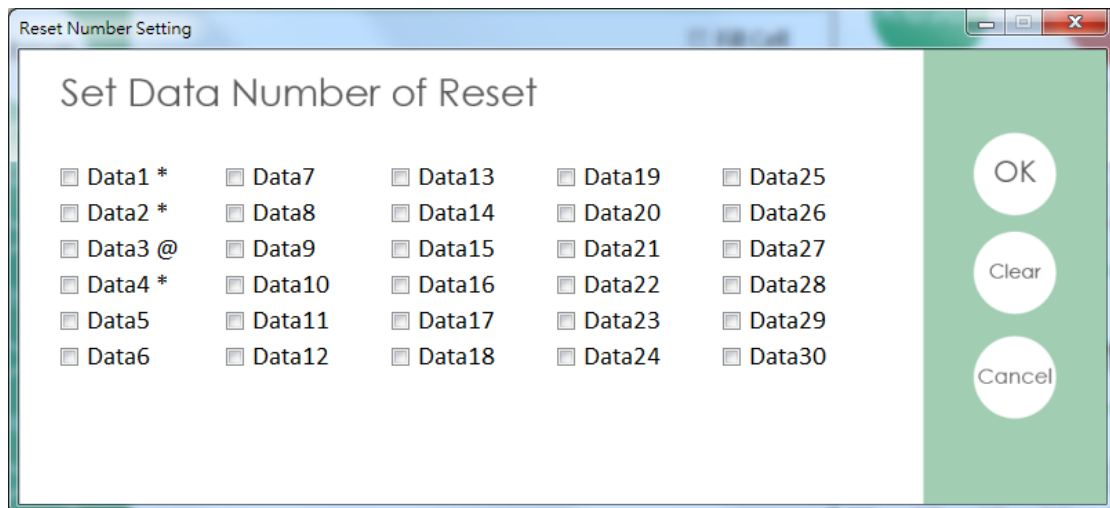 Reset Number Setting
Set Data Number of Reset
Data1 * Data7 Data13 Data19 Data25
Data2 * Data8 Data14 Data20 Data26
Data3 @ Data9 Data15 Data21 Data27
Data4 * Data10 Data16 Data22 Data28
Data5 Data11 Data17 Data23 Data29
Data6 Data12 Data18 Data24 Data30
OK
Clear
Cancel